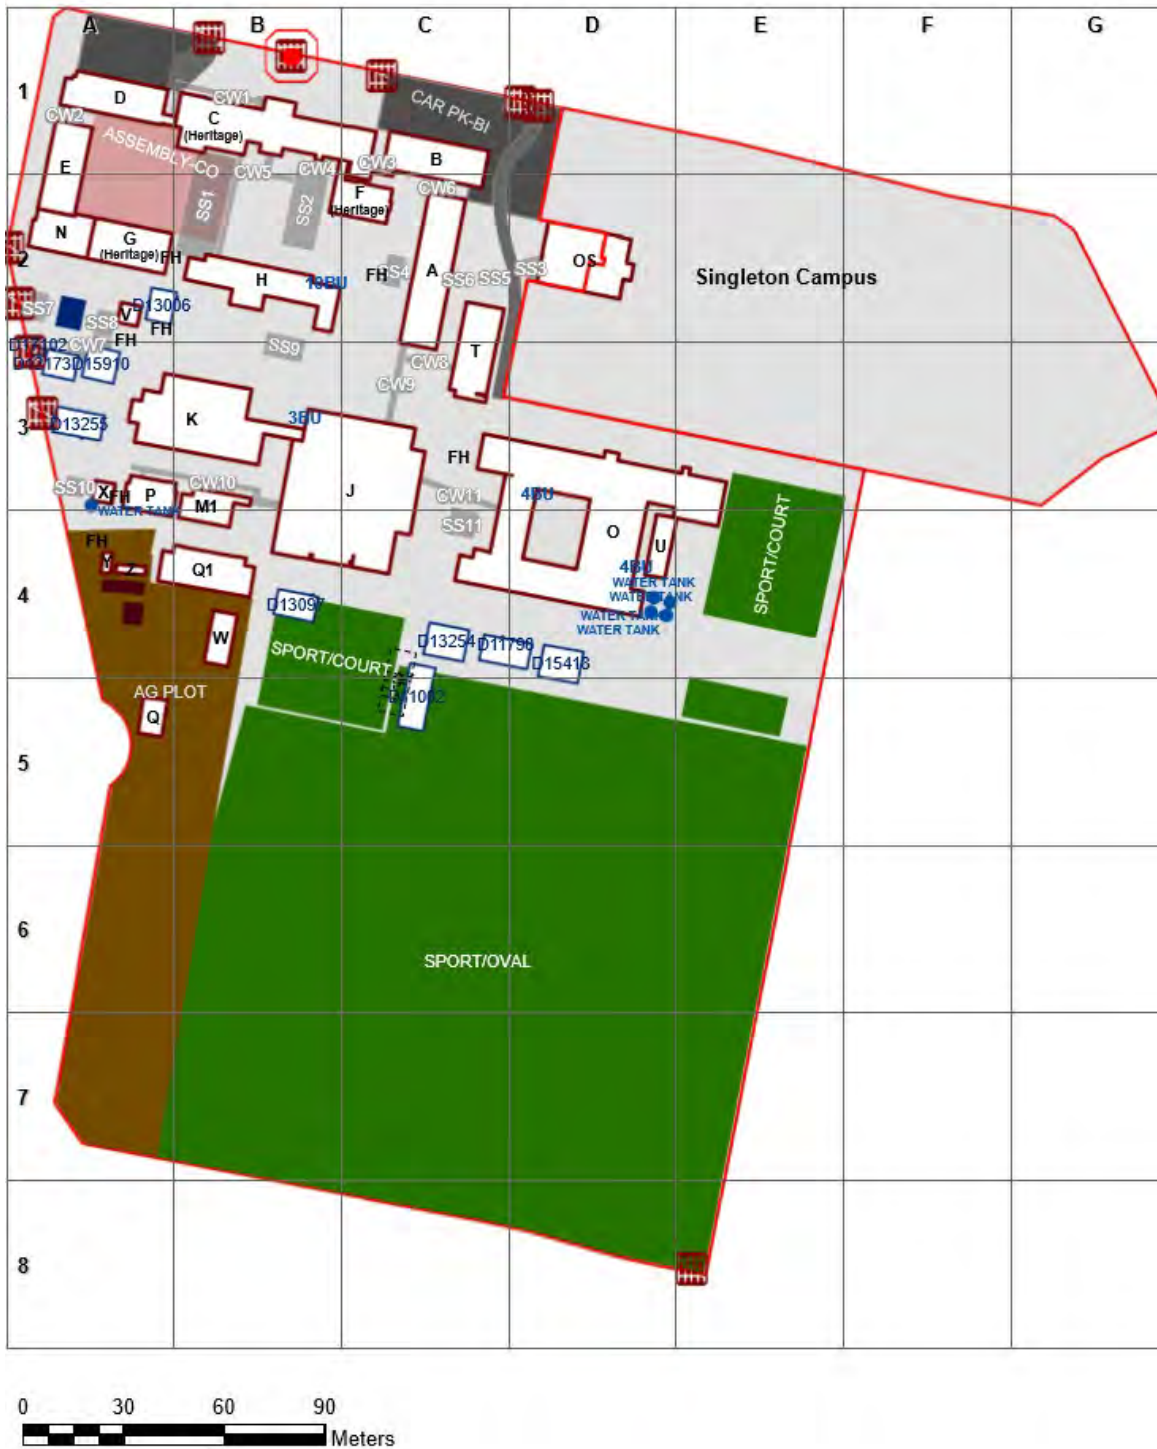 A B C D E F G
1
CW1
CAR PK-BI
D
C
(Heritage)
CW2
ASSEMBLY-CO
B
E
CW5
CW4
CW3
CW6
SS1
SS2
F
(Heritage)
N
G
(Heritage)
FH
2
H
10BU
FH
S4
A
SS6
SS5
SS3
OS
Singleton Campus
SS7
SS8
V
D13006
FH
FH
CW7
SS9
T
D15910
CW8
CW9
3
D13255
K
3BU
FH
SS10
X
FH
P
CW10
M1
WATER TANK
J
CW11
SS11
4BU
O
U
SPORT/COURT
FH
Y
Z
Q1
4BU
WATER TANK
WATER TANK
WATER TANK
WATER TANK
4
D13097
W
SPORT/COURT
D13254
D11790
D15413
AG PLOT
Q
5
6
SPORT/OVAL
7
8
0 30 60 90
Meters